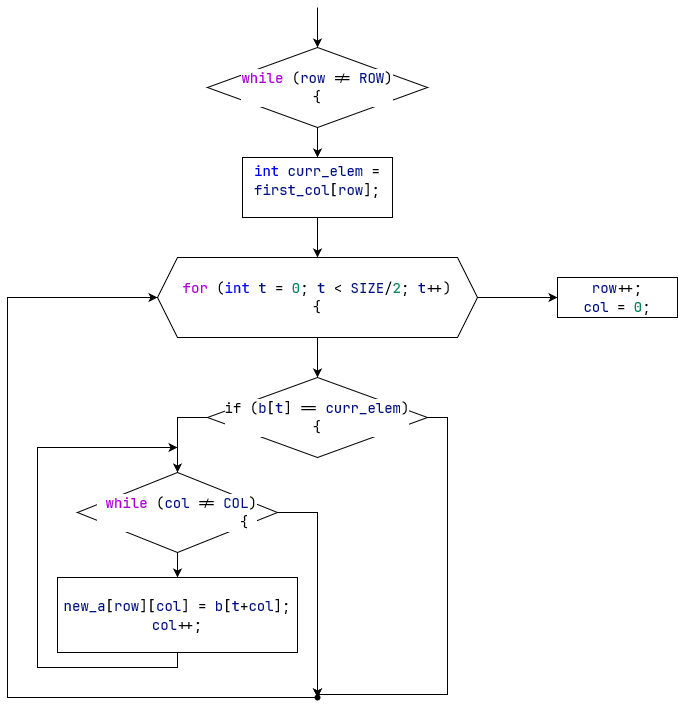 while (row ≠ ROW)
{
int curr_elem =
first_col[row];
for (int t = 0; t < SIZE/2; t++)
{
row++;
col = 0;
if (b[t] == curr_elem)
{
while (col ≠ COL)
{
new_a[row][col] = b[t+col];
col++;